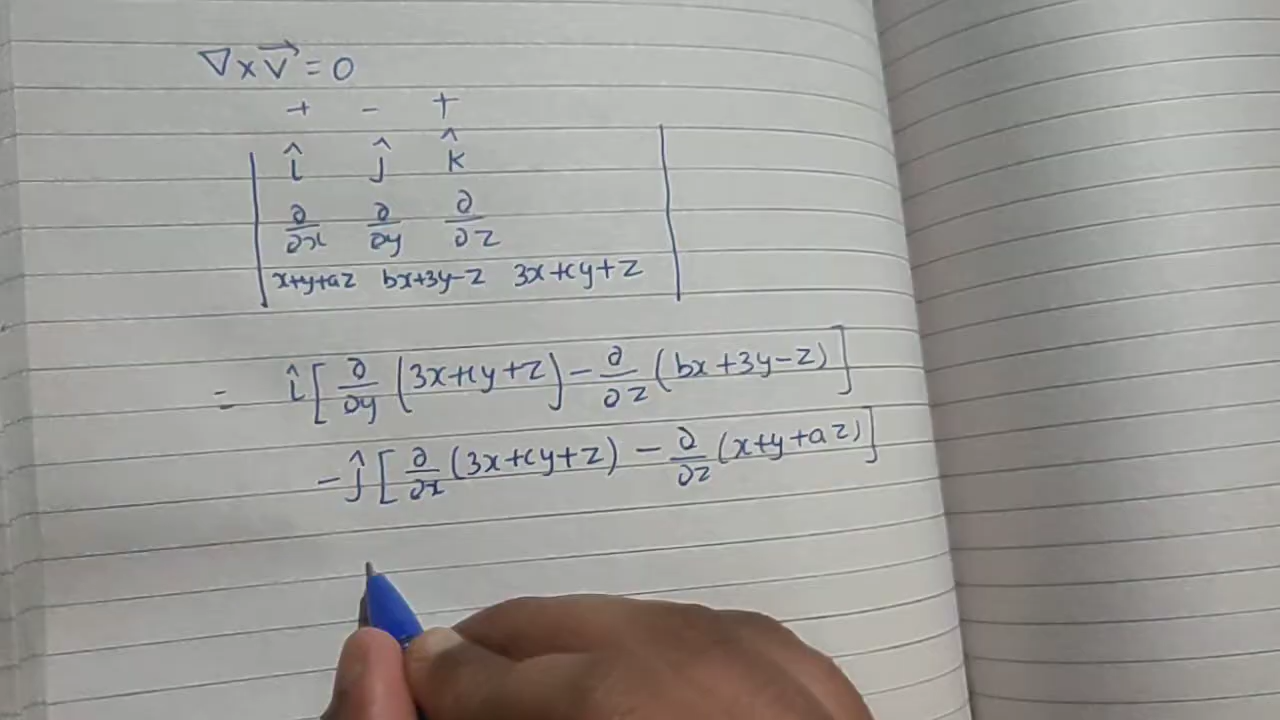 ∇ x V⃗ = 0
+ - +
î ĵ k̂
∂/∂x ∂/∂y ∂/∂z
x+y+az bx+3y-z 3x+cy+z
= î [ ∂/∂y (3x+cy+z) - ∂/∂z (bx+3y-z) ]
- ĵ [ ∂/∂x (3x+cy+z) - ∂/∂z (x+y+az) ]